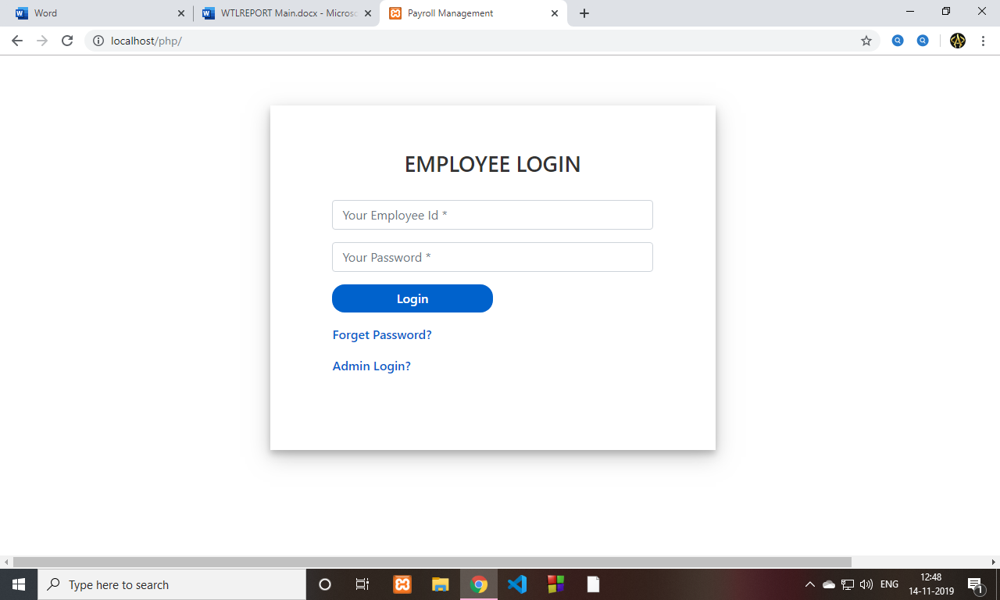 Word
WTLREPORT Main.docx - Microsc
Payroll Management
localhost/php/
EMPLOYEE LOGIN
Your Employee Id *
Your Password *
Login
Forget Password?
Admin Login?
Type here to search
ENG
12:48
14-11-2019
1